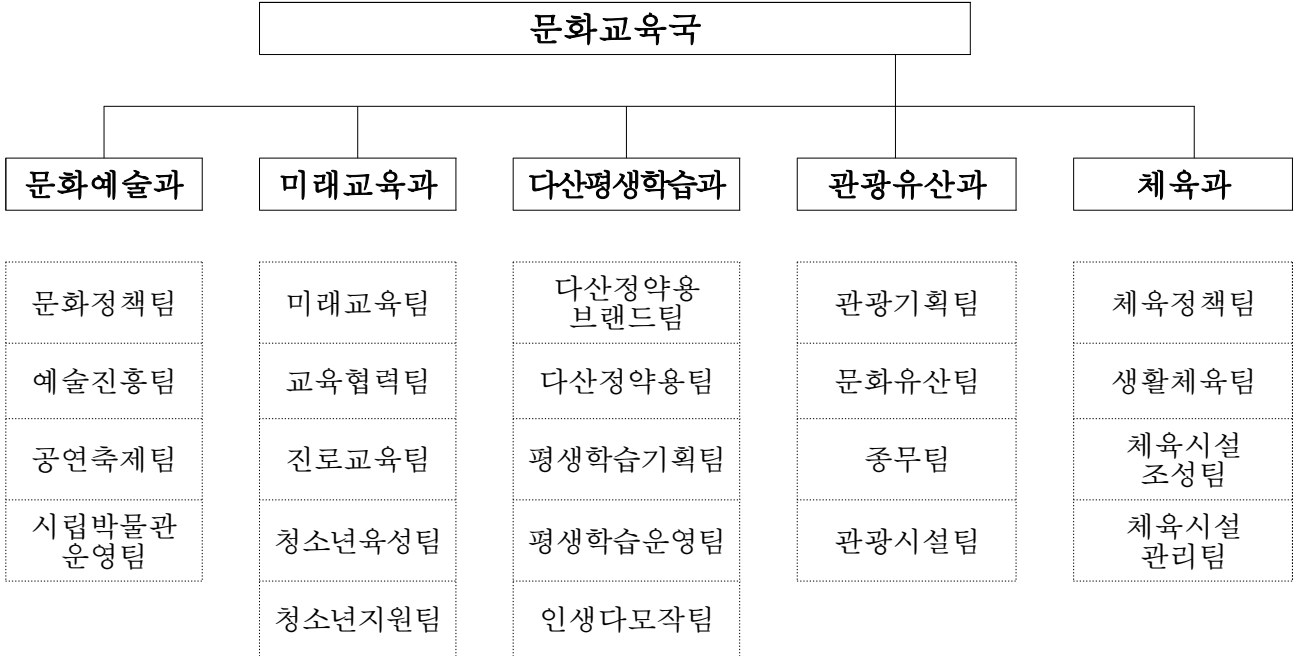 문화교육국
문화예술과
미래교육과
다산평생학습과
관광유산과
체육과
문화정책팀
예술진흥팀
공연축제팀
시립박물관
운영팀
미래교육팀
교육협력팀
진로교육팀
청소년육성팀
청소년지원팀
다산정약용
브랜드팀
다산정약용팀
평생학습기획팀
평생학습운영팀
인생다모작팀
관광기획팀
문화유산팀
종무팀
관광시설팀
체육정책팀
생활체육팀
체육시설
조성팀
체육시설
관리팀